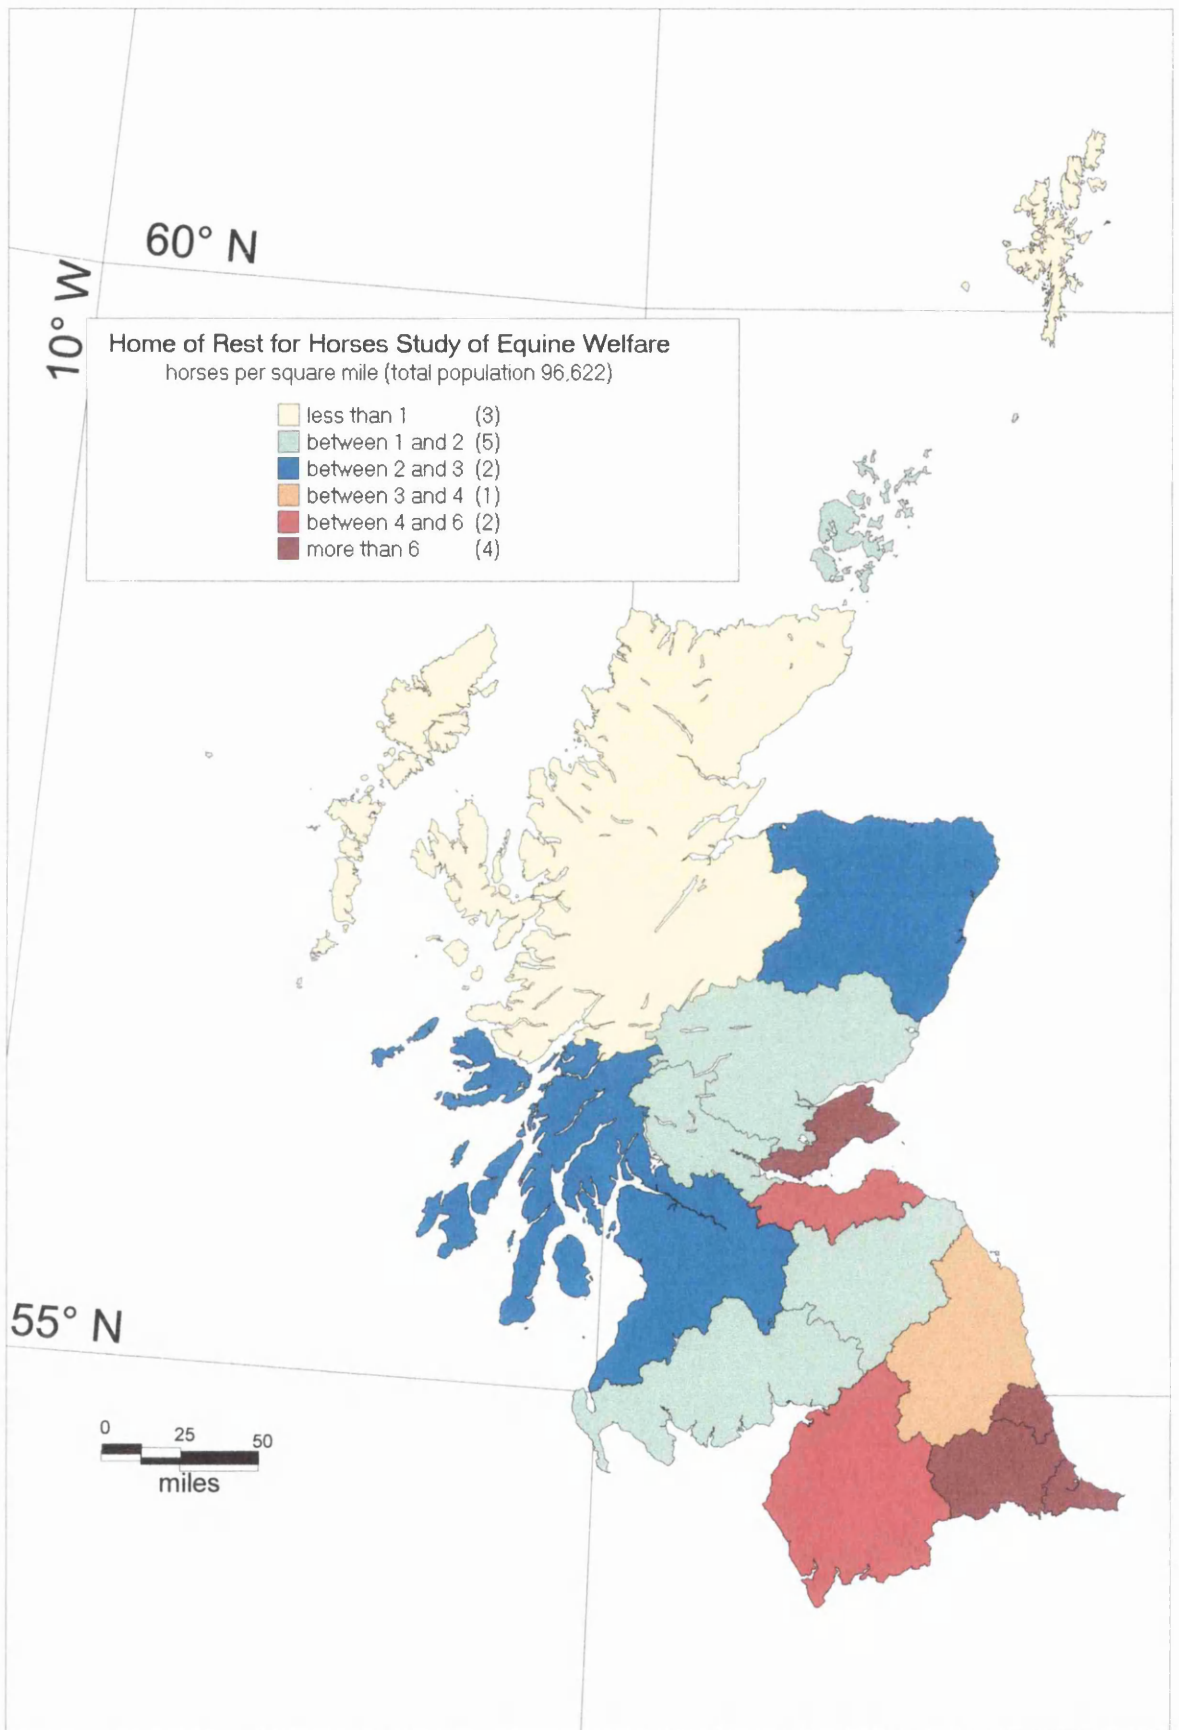 60° N
10° W
Home of Rest for Horses Study of Equine Welfare
horses per square mile (total population 96,622)
less than 1 (3)
between 1 and 2 (5)
between 2 and 3 (2)
between 3 and 4 (1)
between 4 and 6 (2)
more than 6 (4)
55° N
0 25 50
miles